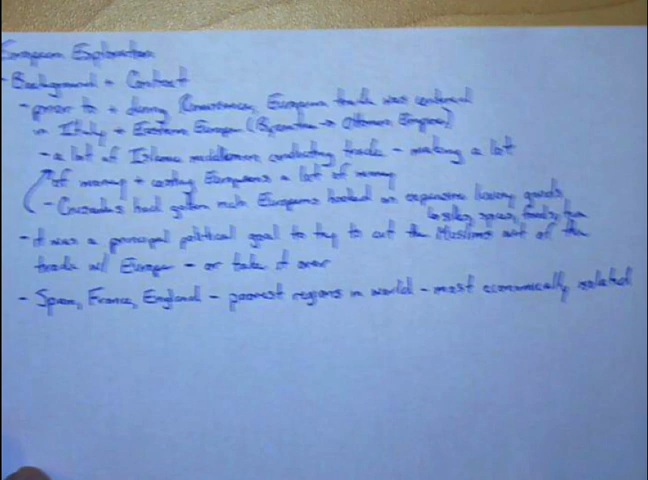 European Exploration
- Background + Context
- prior to + during Renaissance, European trade was centered
in Italy + Eastern Europe (Byzantine → Ottoman Empire)
- a lot of Islamic middlemen conducting trade - making a lot
of money + costing Europeans a lot of money
- Crusades had gotten rich Europeans hooked on expensive luxury goods,
silks, spices, foods,
- it was a principal political goal to try to cut the Muslims out of the
trade w/ Europe - or take it over
- Spain, France, England - poorest regions in world - most economically isolated